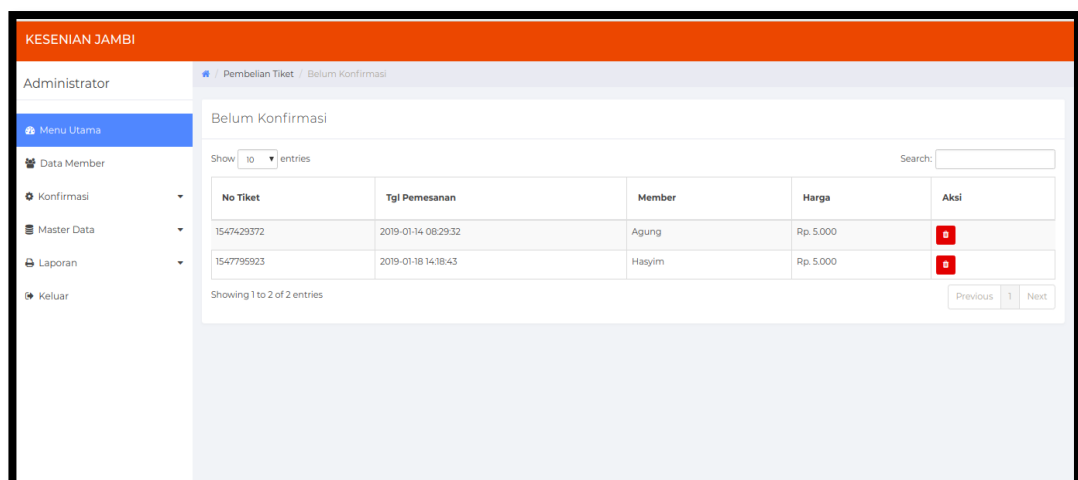 KESENIAN JAMBI
Administrator
/ Pembelian Tiket / Belum Konfirmasi
Menu Utama
Data Member
Konfirmasi
Master Data
Laporan
Keluar
Belum Konfirmasi
Show 10 entries Search:
No Tiket Tgl Pemesanan Member Harga Aksi
1547429372 2019-01-14 08:29:32 Agung Rp. 5.000
1547795923 2019-01-18 14:18:43 Hasyim Rp. 5.000
Showing 1 to 2 of 2 entries Previous 1 Next